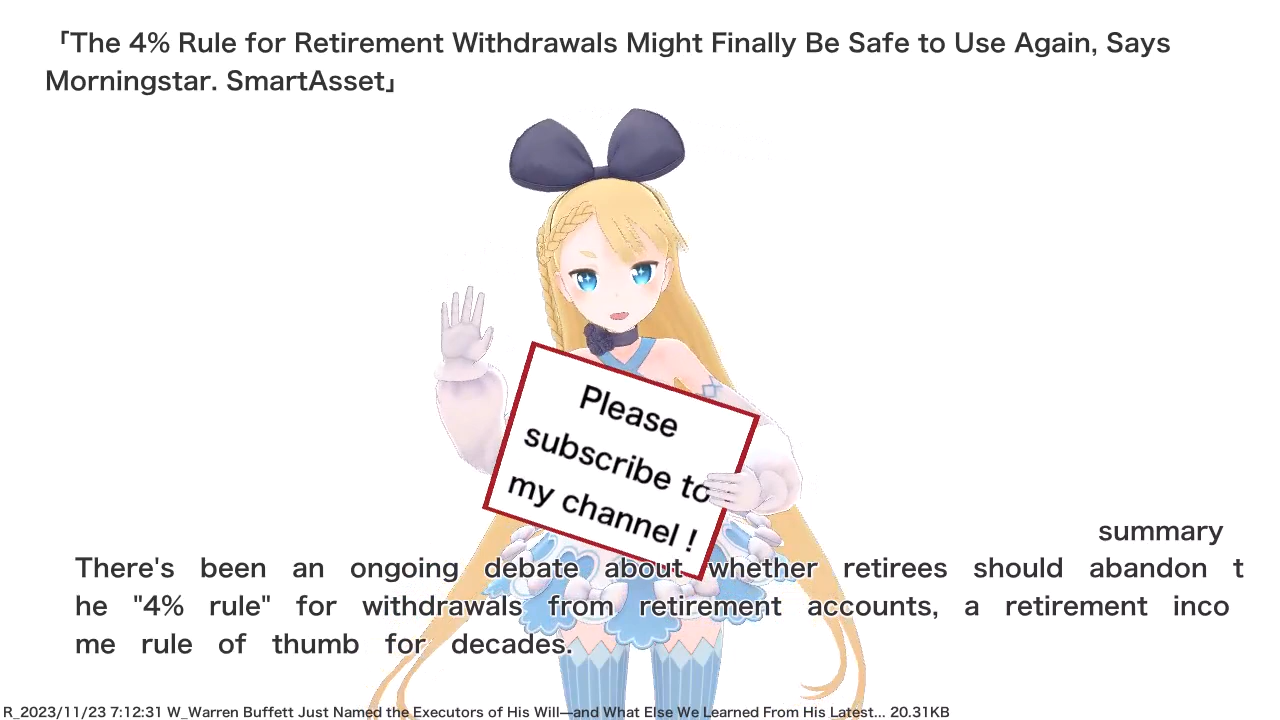 「The 4% Rule for Retirement Withdrawals Might Finally Be Safe to Use Again, Says
Morningstar. SmartAsset」
Please
subscribe to
my channel !
summary
There's been an ongoing debate about whether retirees should abandon t
he "4% rule" for withdrawals from retirement accounts, a retirement inco
me rule of thumb for decades.
R_2023/11/23 7:12:31 W_Warren Buffett Just Named the Executors of His Will—and What Else We Learned From His Latest... 20.31KB